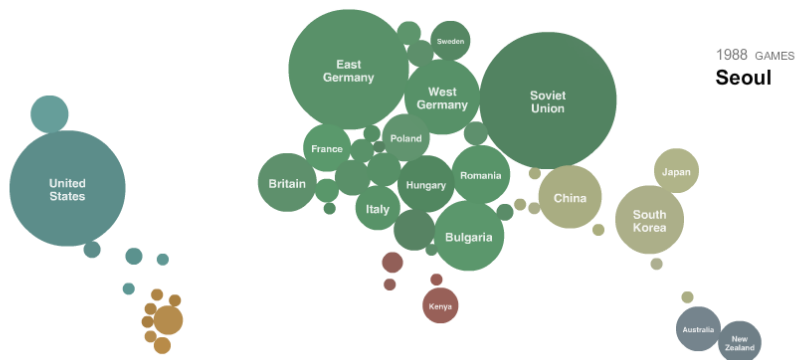 1988 GAMES
Seoul
East
Germany
Sweden
West
Germany
Soviet
Union
Poland
France
United
States
Britain
Hungary
Romania
Italy
Bulgaria
China
Japan
South
Korea
Kenya
Australia
New
Zealand